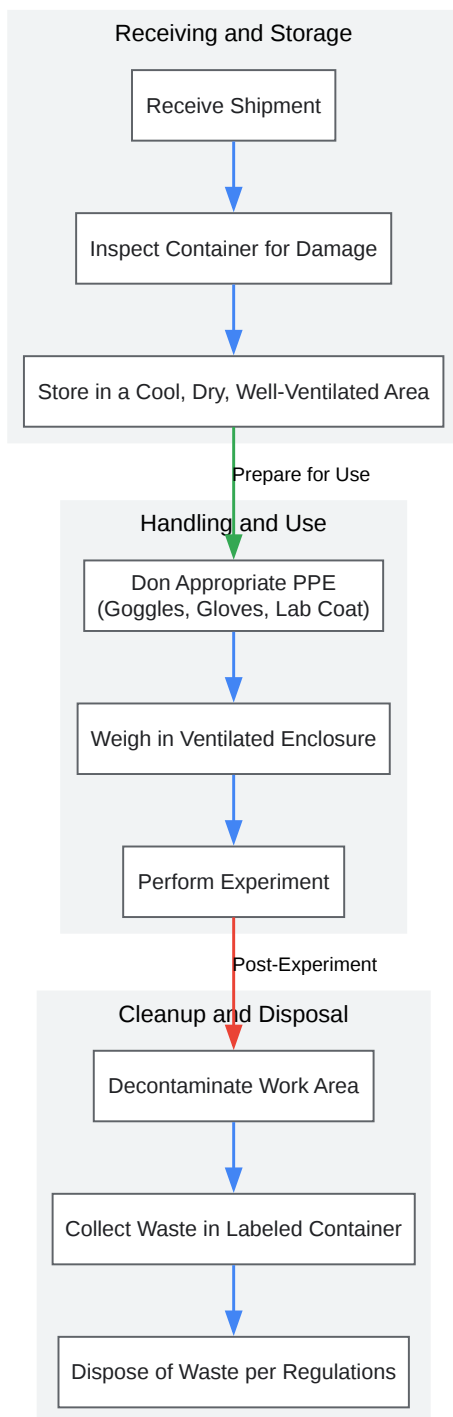 Receiving and Storage
Receive Shipment
Inspect Container for Damage
Store in a Cool, Dry, Well-Ventilated Area
Prepare for Use
Handling and Use
Don Appropriate PPE
(Goggles, Gloves, Lab Coat)
Weigh in Ventilated Enclosure
Perform Experiment
Post-Experiment
Cleanup and Disposal
Decontaminate Work Area
Collect Waste in Labeled Container
Dispose of Waste per Regulations